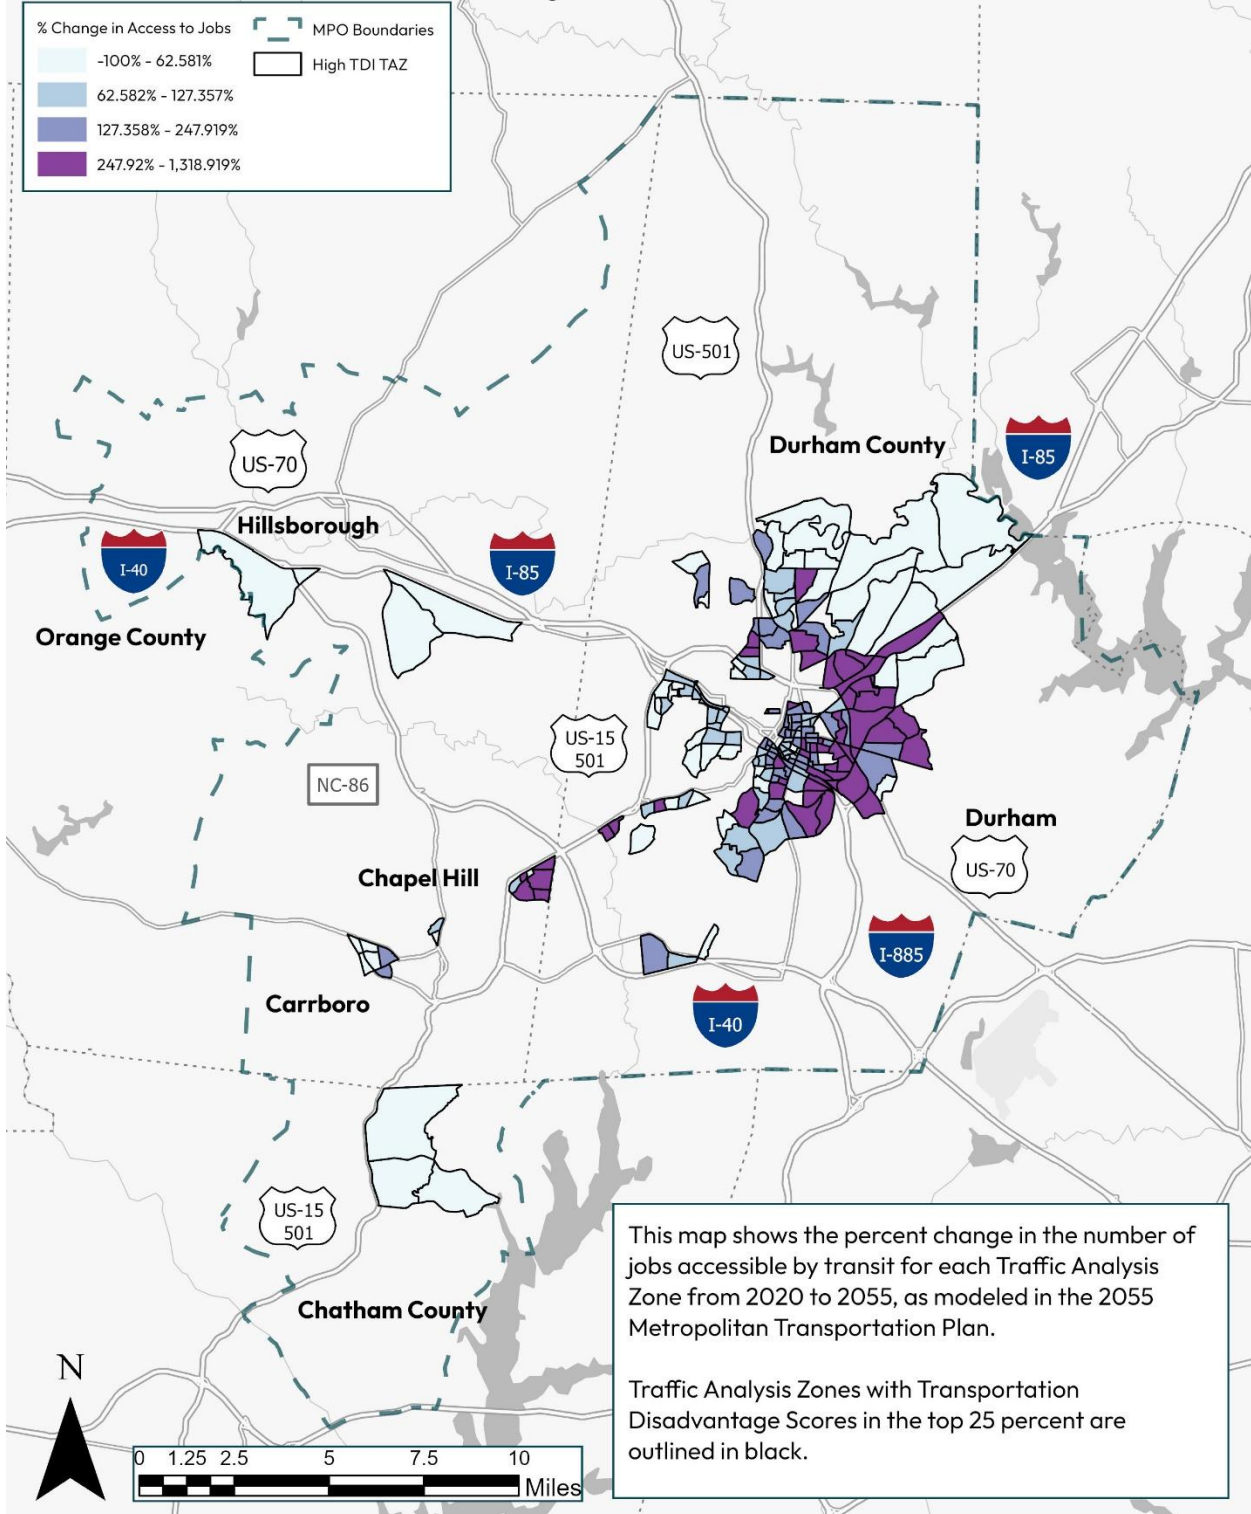 % Change in Access to Jobs
-100% - 62.581%
62.582% - 127.357%
127.358% - 247.919%
247.92% - 1,318.919%
MPO Boundaries
High TDI TAZ
US-501
Durham County
I-85
US-70
Hillsborough
I-40
I-85
Orange County
US-15
501
NC-86
Durham
US-70
Chapel Hill
I-885
Carrboro
I-40
US-15
501
Chatham County
This map shows the percent change in the number of
jobs accessible by transit for each Traffic Analysis
Zone from 2020 to 2055, as modeled in the 2055
Metropolitan Transportation Plan.
Traffic Analysis Zones with Transportation
Disadvantage Scores in the top 25 percent are
outlined in black.
N
0 1.25 2.5 5 7.5 10
Miles